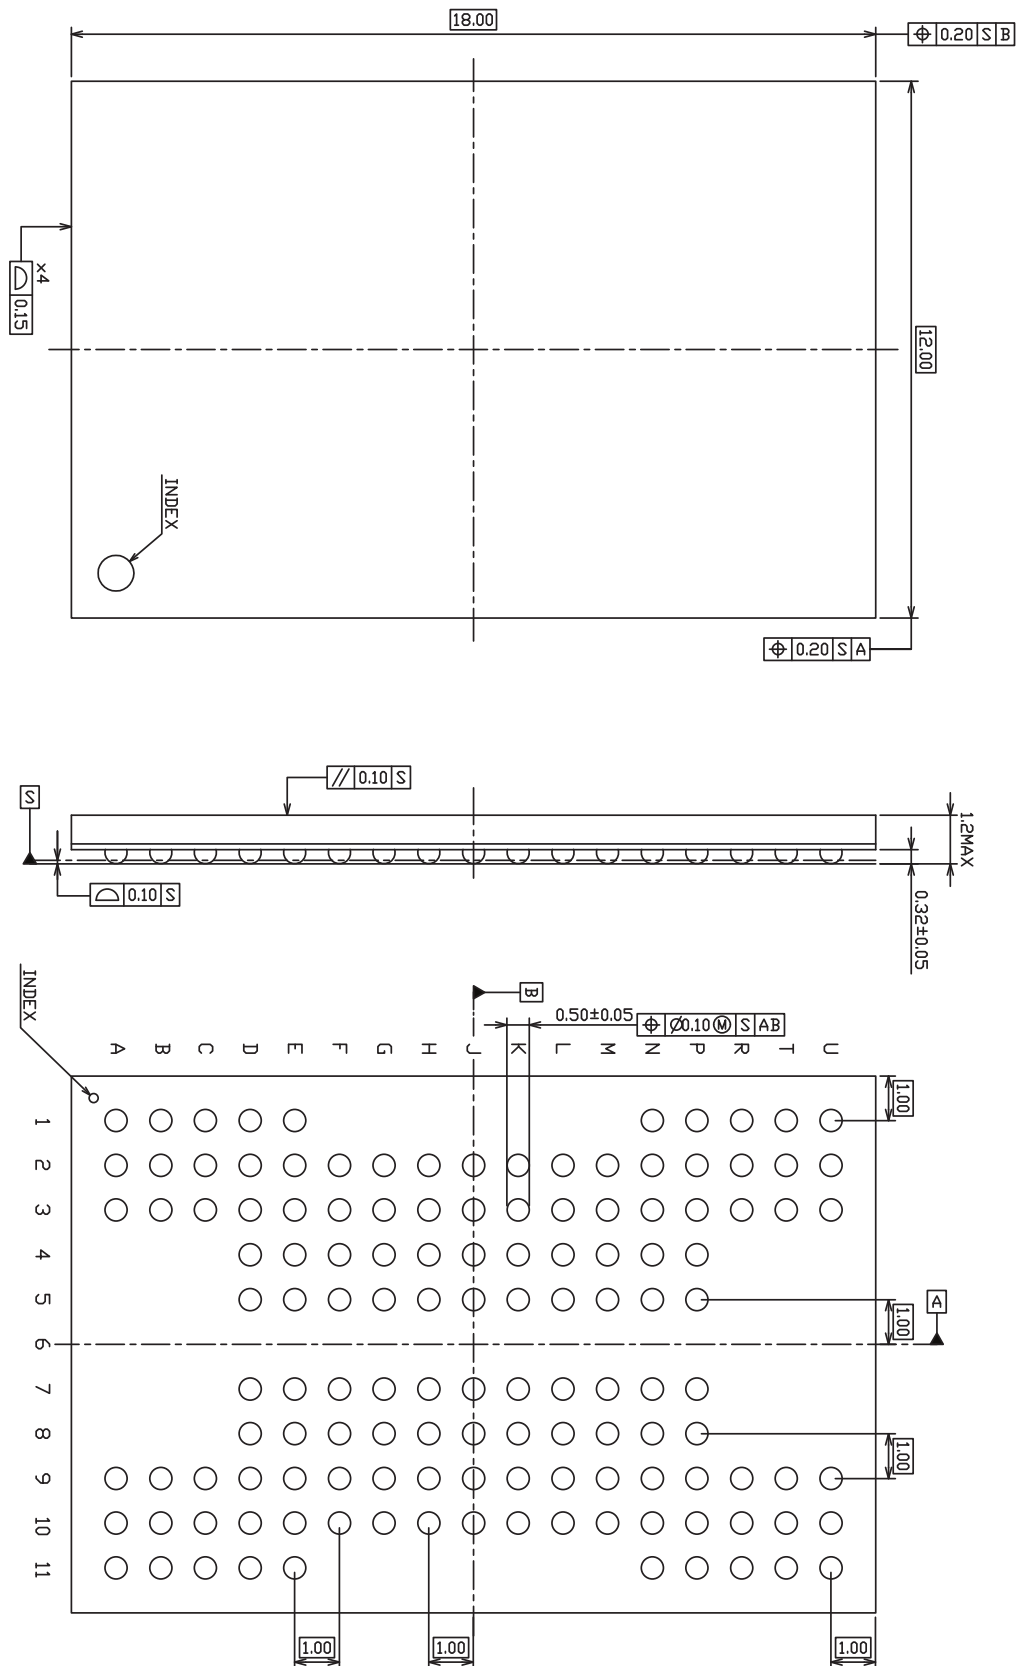 18.00
⌖ 0.20 S B
12.00
x4
⌓ 0.15
INDEX
⌖ 0.20 S A
// 0.10 S
S
1.2MAX
⌓ 0.10 S
0.32±0.05
INDEX
B
0.50±0.05
⌖ Ø0.10 Ⓜ S AB
A B C D E F G H J K L M N P R T U
1.00
1
2
3
4
5
6
7
8
9
10
11
A
1.00
1.00
1.00
1.00
1.00